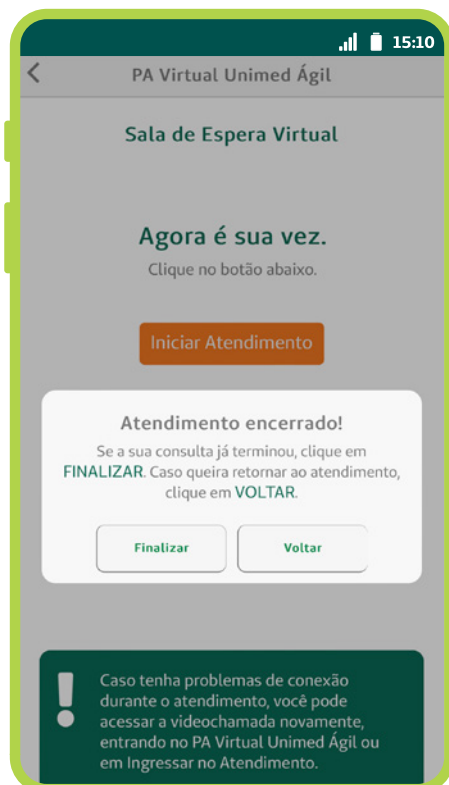 15:10
PA Virtual Unimed Ágil
Sala de Espera Virtual
Agora é sua vez.
Clique no botão abaixo.
Iniciar Atendimento
Atendimento encerrado!
Se a sua consulta já terminou, clique em
FINALIZAR. Caso queira retornar ao atendimento,
clique em VOLTAR.
Finalizar
Voltar
Caso tenha problemas de conexão
durante o atendimento, você pode
acessar a videochamada novamente,
entrando no PA Virtual Unimed Ágil ou
em Ingressar no Atendimento.